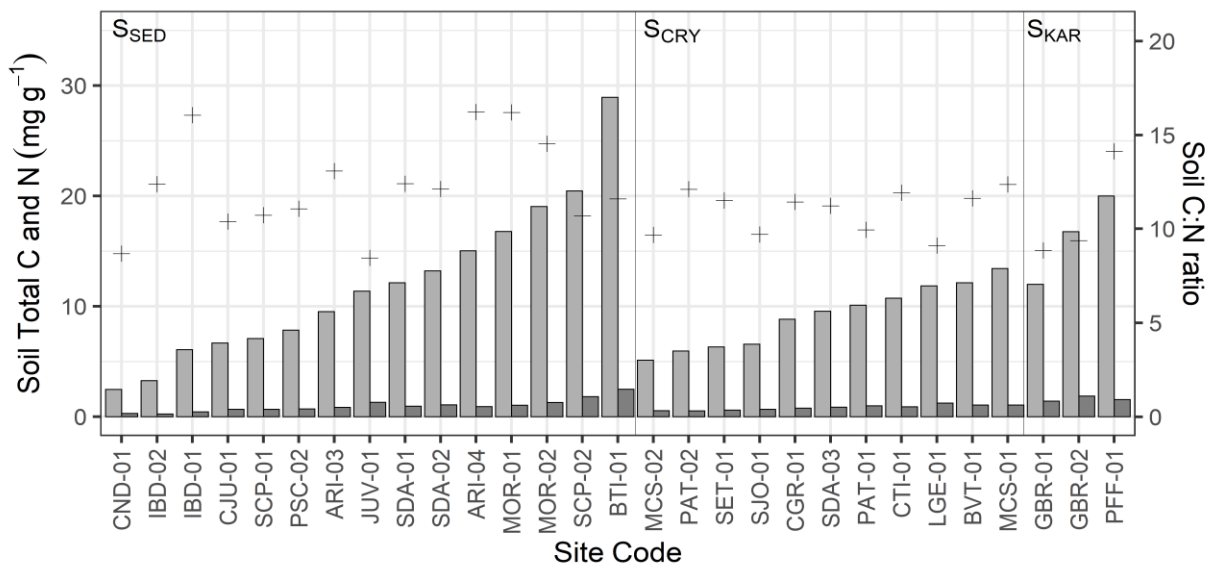 S_SED S_CRY S_KAR
Soil Total C and N (mg g⁻¹)
30
20
10
0
20
15
10
5
0
Soil C:N ratio
CND-01
IBD-02
IBD-01
CJU-01
SCP-01
PSC-02
ARI-03
JUV-01
SDA-01
SDA-02
ARI-04
MOR-01
MOR-02
SCP-02
BTI-01
MCS-02
PAT-02
SET-01
SJO-01
CGR-01
SDA-03
PAT-01
CTI-01
LGE-01
BVT-01
MCS-01
GBR-01
GBR-02
PFF-01
Site Code